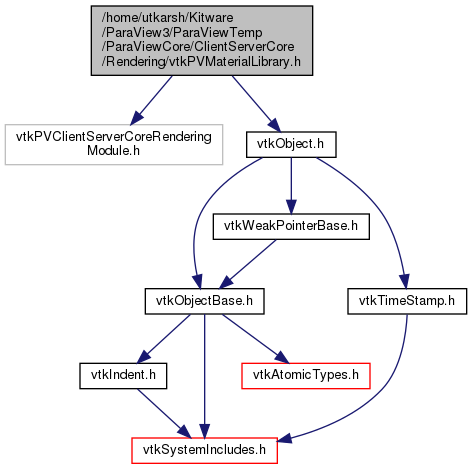 /home/utkarsh/Kitware
/ParaView3/ParaViewTemp
/ParaViewCore/ClientServerCore
/Rendering/vtkPVMaterialLibrary.h
vtkPVClientServerCoreRendering
Module.h
vtkObject.h
vtkWeakPointerBase.h
vtkObjectBase.h
vtkTimeStamp.h
vtkIndent.h
vtkAtomicTypes.h
vtkSystemIncludes.h